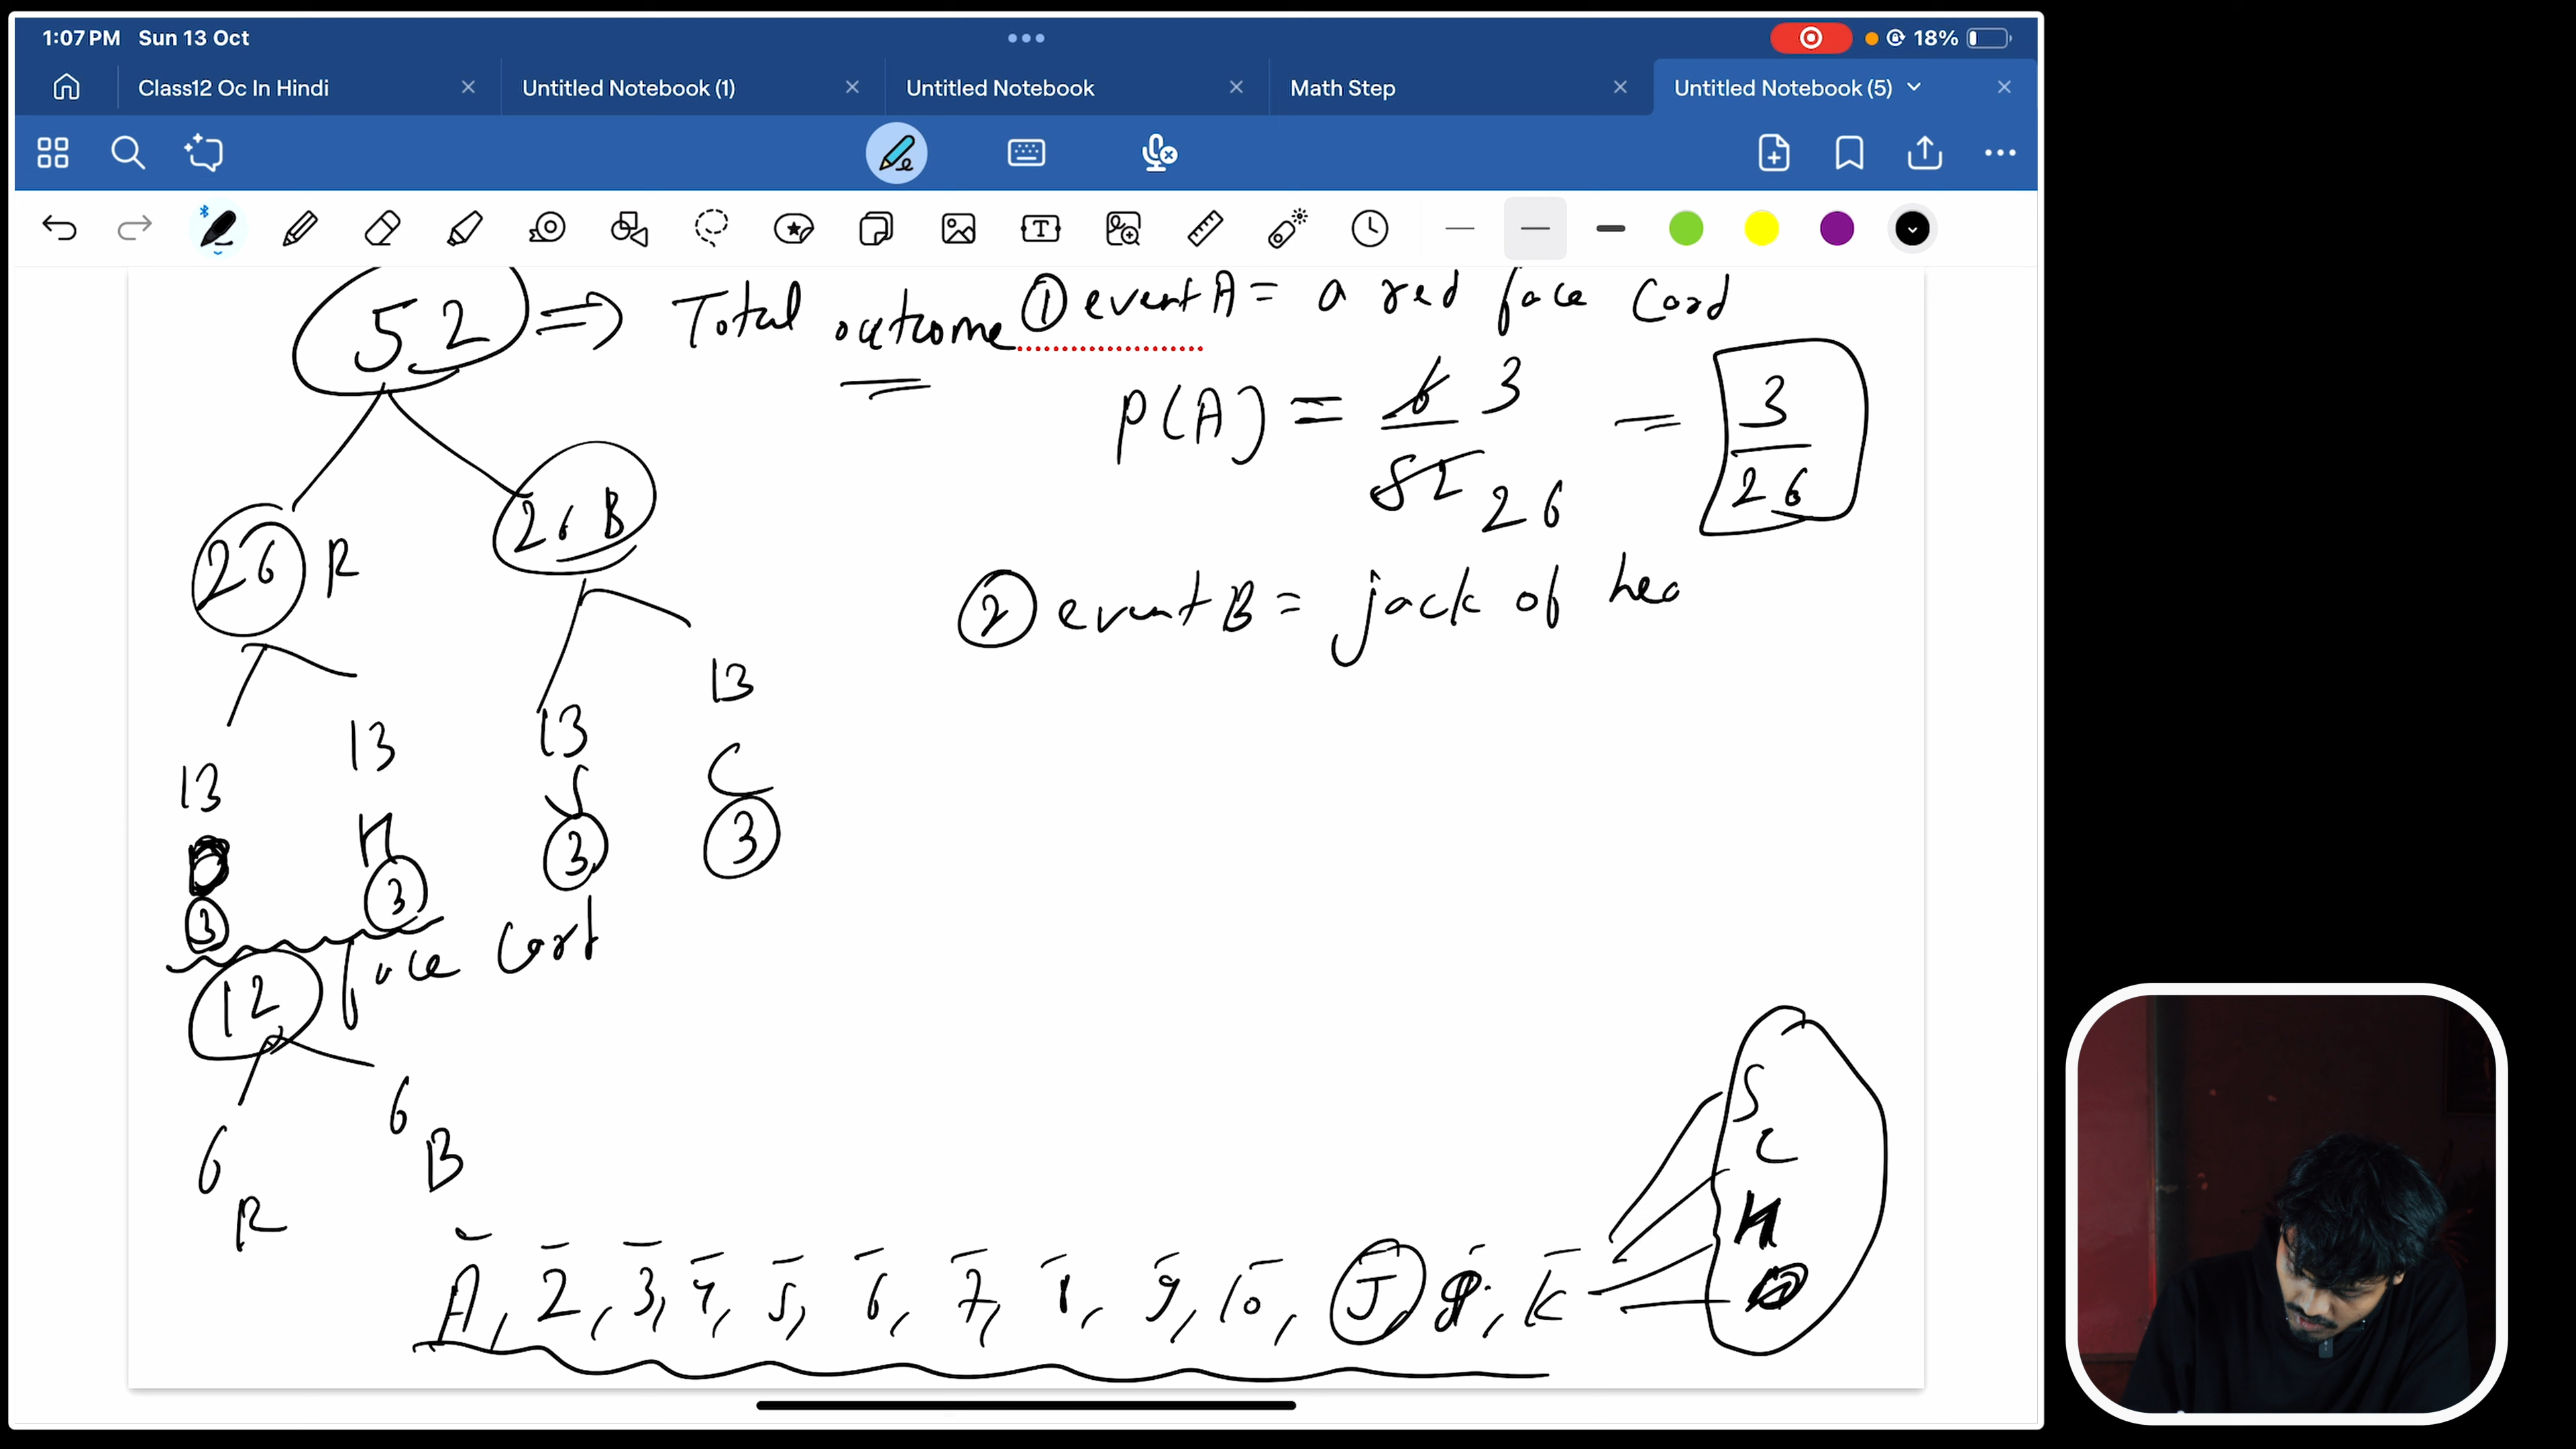 1:07 PM Sun 13 Oct
18%
Class12 Oc In Hindi
Untitled Notebook (1)
Untitled Notebook
Math Step
Untitled Notebook (5)
52 ⇒ Total outcome
① event A = a red face Card
P(A) = 6 3 = 3
52 26 26
26 R
26 B
② event B = jack of hea
13
13
13
13
H
S
C
3
3
3
3
12 face Card
6
R
6
B
S
C
H
A, 2, 3, 4, 5, 6, 7, 8, 9, 10, J, Q, K